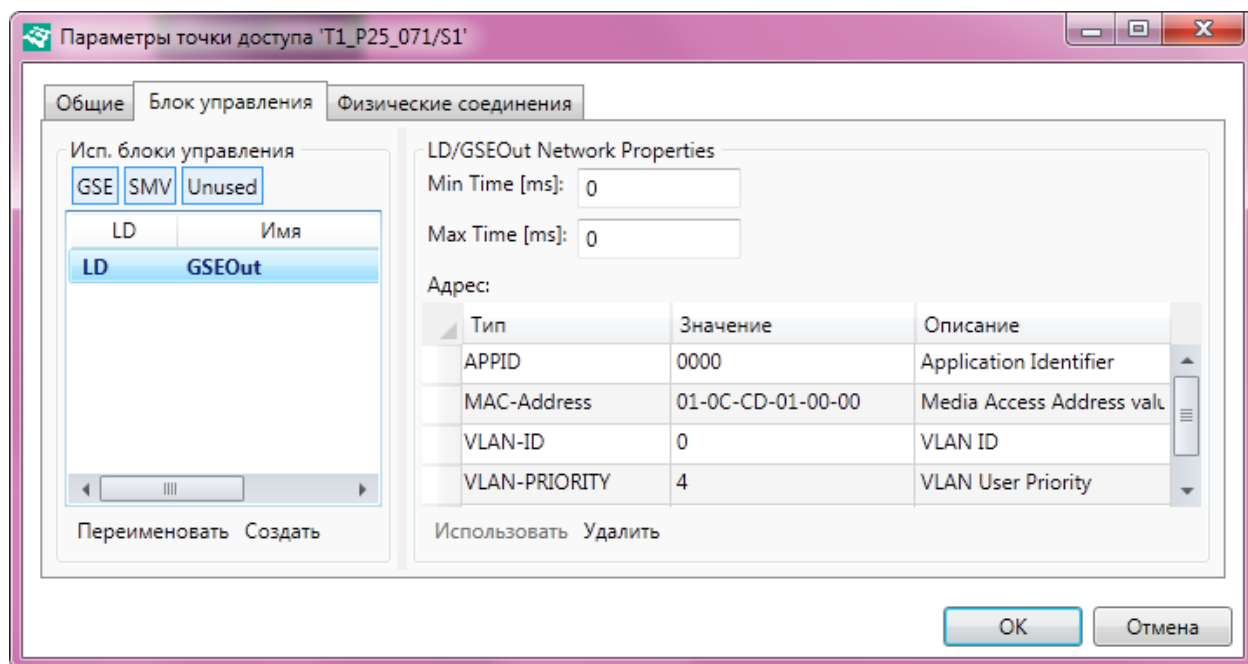 Параметры точки доступа 'T1_P25_071/S1'
Общие Блок управления Физические соединения
Исп. блоки управления
GSE SMV Unused
LD Имя
LD GSEOut
Переименовать Создать
LD/GSEOut Network Properties
Min Time [ms]: 0
Max Time [ms]: 0
Адрес:
Тип Значение Описание
APPID 0000 Application Identifier
MAC-Address 01-0C-CD-01-00-00 Media Access Address valu
VLAN-ID 0 VLAN ID
VLAN-PRIORITY 4 VLAN User Priority
Использовать Удалить
OK Отмена